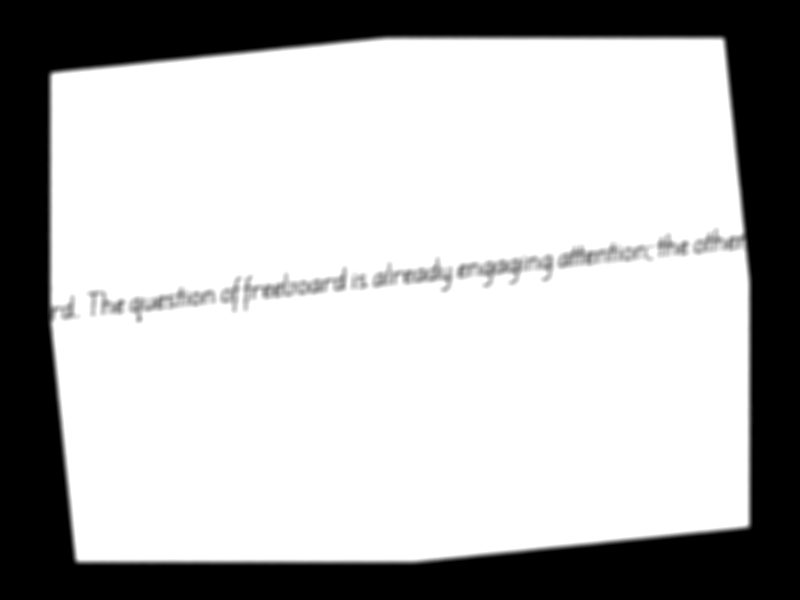 rd. The question of freeboard is already engaging attention; the other